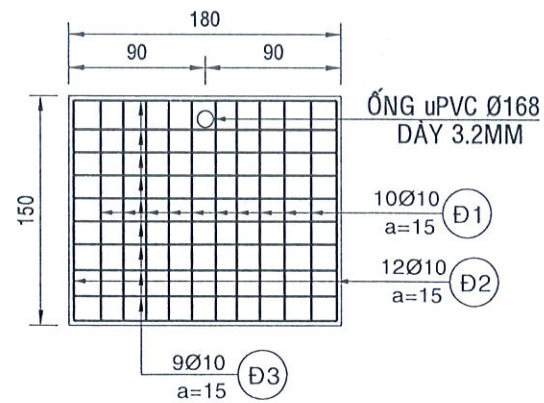 180
90
90
ỐNG uPVC Ø168
DÀY 3.2MM
150
10Ø10
a=15
Đ1
12Ø10
a=15
Đ2
9Ø10
a=15
Đ3